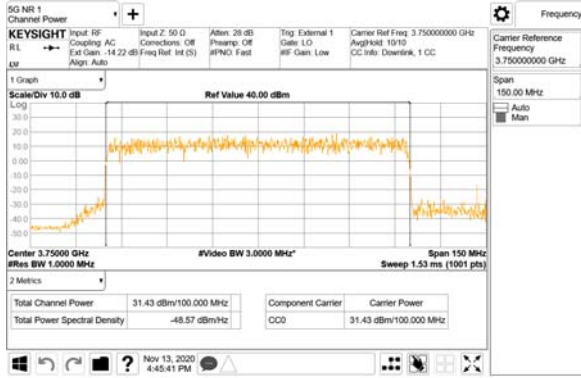 5G NR 1
Channel Power
Frequency
KEYSIGHT
RL
Input: RF
Coupling: AC
Ext Gain: -14.22 dB
Align: Auto
Input Z: 50 Ω
Corrections: Off
Freq Ref: Int (S)
Atten: 28 dB
Preamp: Off
#PNO: Fast
Trig: External 1
Gate: LO
#IF Gain: Low
Carrier Ref Freq: 3.750000000 GHz
Avg|Hold: 10/10
CC Info: Downlink, 1 CC
Carrier Reference
Frequency
3.750000000 GHz
Span
150.00 MHz
Auto
Man
1 Graph
Scale/Div 10.0 dB
Ref Value 40.00 dBm
Log
30.0
20.0
10.0
0.00
-10.0
-20.0
-30.0
-40.0
-50.0
Center 3.75000 GHz
#Video BW 3.0000 MHz*
Span 150 MHz
#Res BW 1.0000 MHz
Sweep 1.53 ms (1001 pts)
2 Metrics
Total Channel Power 31.43 dBm/100.000 MHz
Total Power Spectral Density -48.57 dBm/Hz
Component Carrier Carrier Power
CC0 31.43 dBm/100.000 MHz
?
Nov 13, 2020
4:45:41 PM